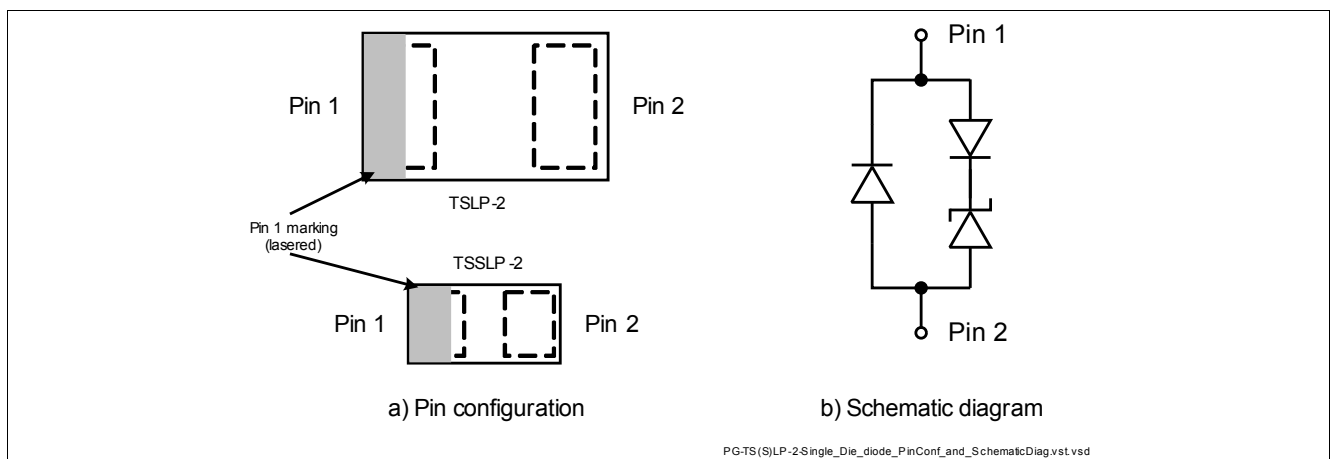 Pin 1
Pin 2
TSLP-2
Pin 1 marking
(lasered)
TSSLP-2
Pin 1
Pin 2
a) Pin configuration
Pin 1
Pin 2
b) Schematic diagram
PG-TS(S)LP-2-Single_Die_diode_PinConf_and_SchematicDiag.vst.vsd